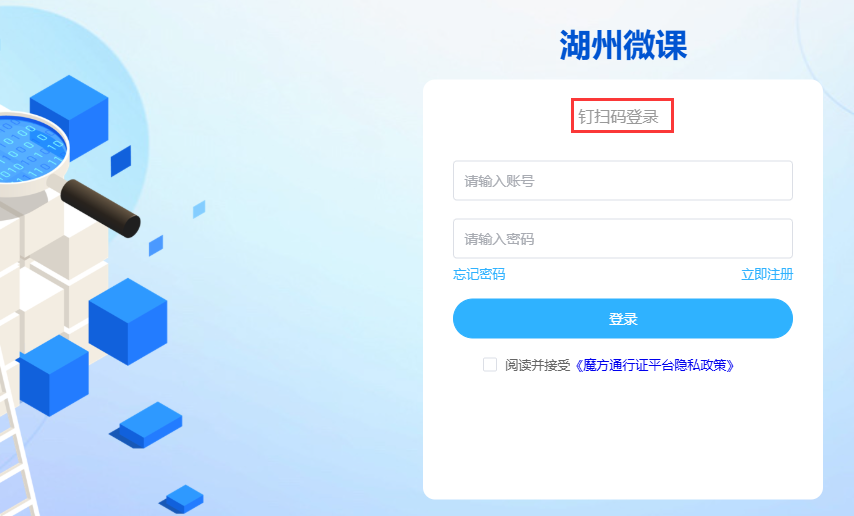 湖州微课
钉扫码登录
请输入账号
请输入密码
忘记密码 立即注册
登录
阅读并接受《魔方通行证平台隐私政策》